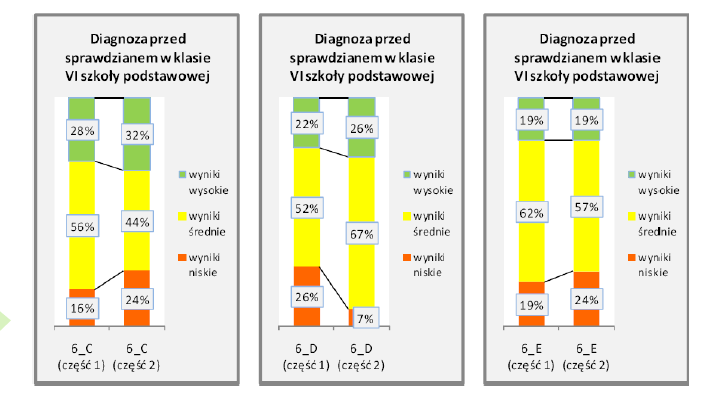 Diagnoza przed
sprawdzianem w klasie
VI szkoły podstawowej
28%
32%
56%
44%
16%
24%
wyniki
wysokie
wyniki
średnie
wyniki
niskie
6_C
(część 1)
6_C
(część 2)
Diagnoza przed
sprawdzianem w klasie
VI szkoły podstawowej
22%
26%
52%
67%
26%
7%
wyniki
wysokie
wyniki
średnie
wyniki
niskie
6_D
(część 1)
6_D
(część 2)
Diagnoza przed
sprawdzianem w klasie
VI szkoły podstawowej
19%
19%
62%
57%
19%
24%
wyniki
wysokie
wyniki
średnie
wyniki
niskie
6_E
(część 1)
6_E
(część 2)